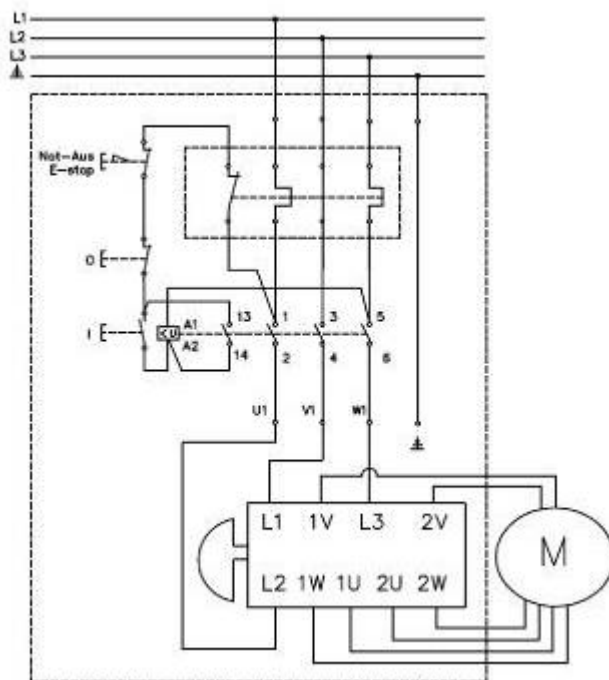 L1
L2
L3
Not-Aus
E-stop
O
I
A1
A2
K U
13
14
1
2
3
4
5
6
U1
V1
W1
L1 1V L3 2V
L2 1W 1U 2U 2W
M